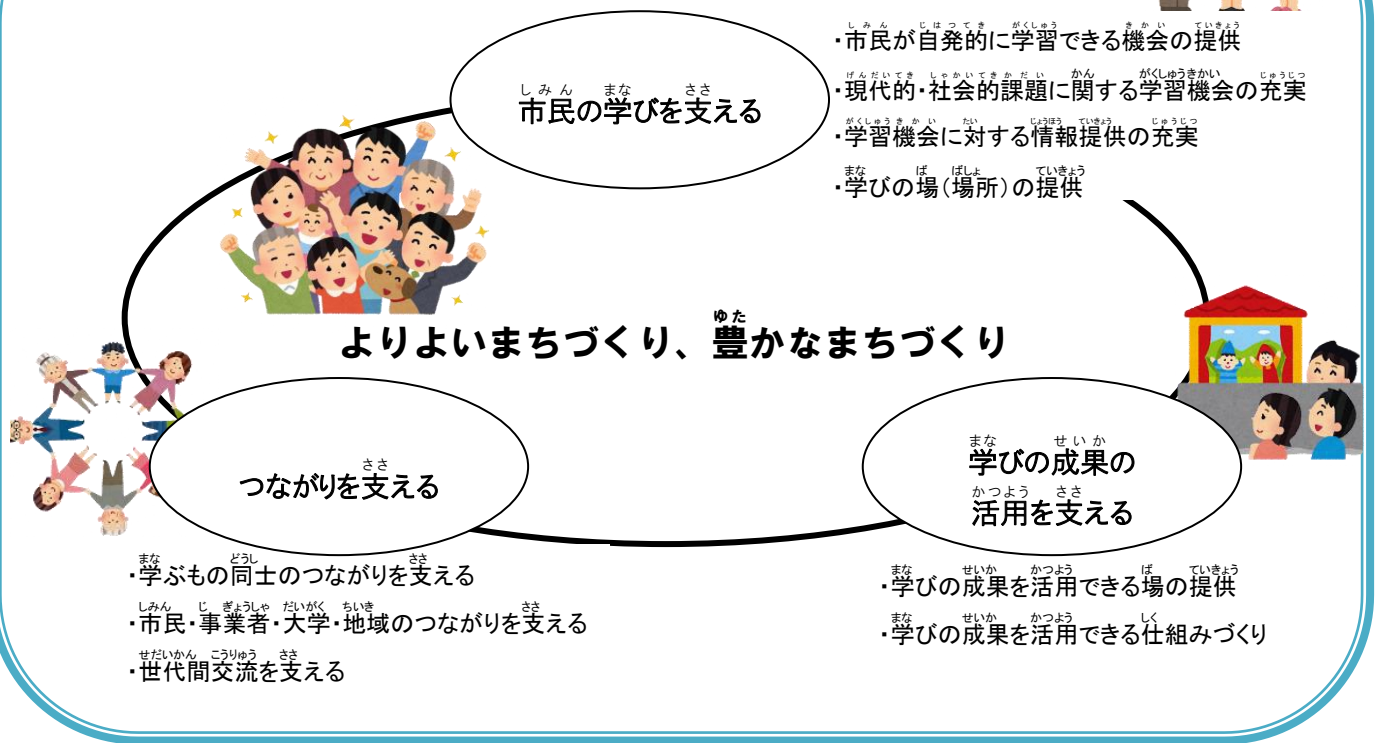 市民の学びを支える
・市民が自発的に学習できる機会の提供
・現代的・社会的課題に関する学習機会の充実
・学習機会に対する情報提供の充実
・学びの場(場所)の提供
よりよいまちづくり、豊かなまちづくり
つながりを支える
・学ぶもの同士のつながりを支える
・市民・事業者・大学・地域のつながりを支える
・世代間交流を支える
学びの成果の
活用を支える
・学びの成果を活用できる場の提供
・学びの成果を活用できる仕組みづくり